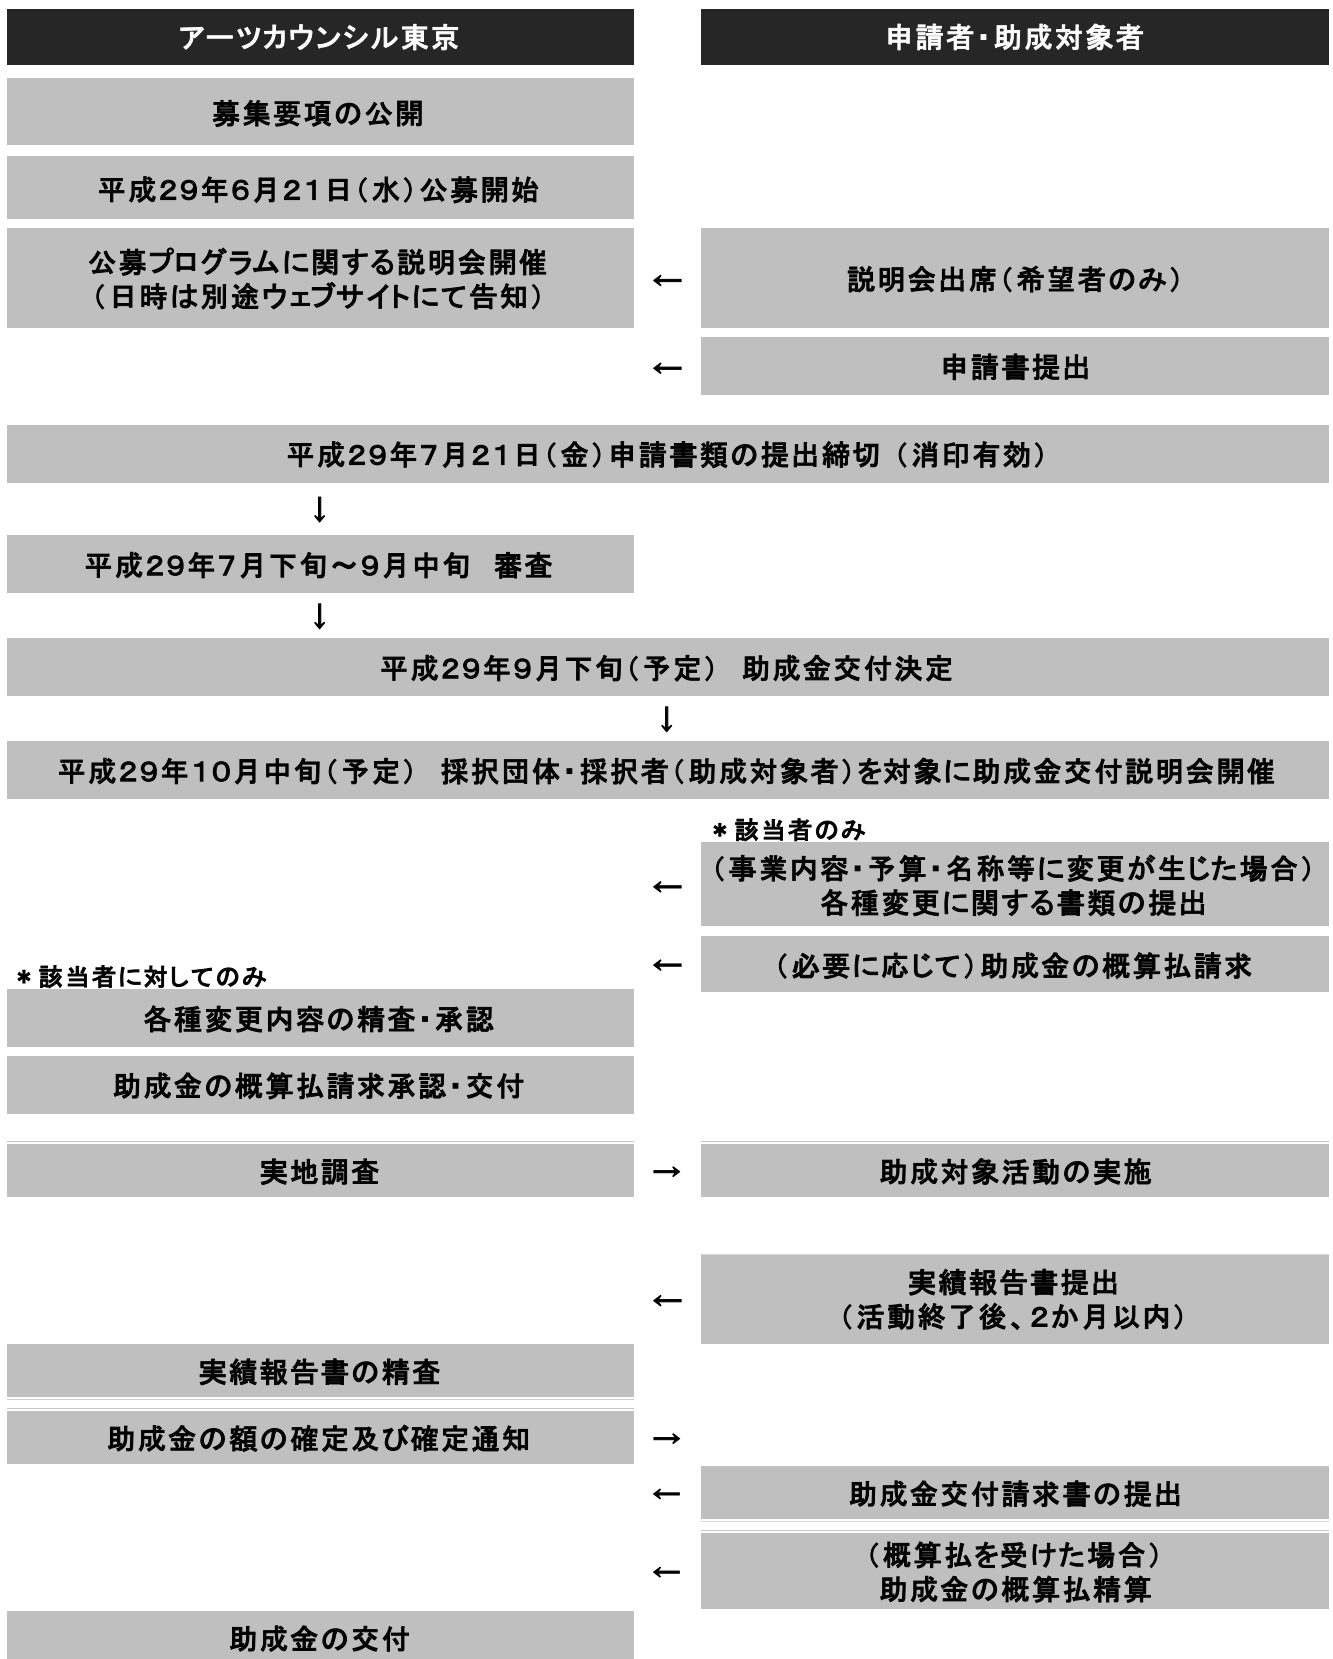 アーツカウンシル東京
申請者・助成対象者
募集要項の公開
平成29年6月21日（水）公募開始
公募プログラムに関する説明会開催
（日時は別途ウェブサイトにて告知）
←
説明会出席（希望者のみ）
←
申請書提出
平成29年7月21日（金）申請書類の提出締切（消印有効）
↓
平成29年7月下旬～9月中旬　審査
↓
平成29年9月下旬（予定）　助成金交付決定
↓
平成29年10月中旬（予定）　採択団体・採択者（助成対象者）を対象に助成金交付説明会開催
＊該当者のみ
←
（事業内容・予算・名称等に変更が生じた場合）
各種変更に関する書類の提出
←
（必要に応じて）助成金の概算払請求
＊該当者に対してのみ
各種変更内容の精査・承認
助成金の概算払請求承認・交付
実地調査
→
助成対象活動の実施
←
実績報告書提出
（活動終了後、2か月以内）
実績報告書の精査
助成金の額の確定及び確定通知
→
←
助成金交付請求書の提出
←
（概算払を受けた場合）
助成金の概算払精算
助成金の交付